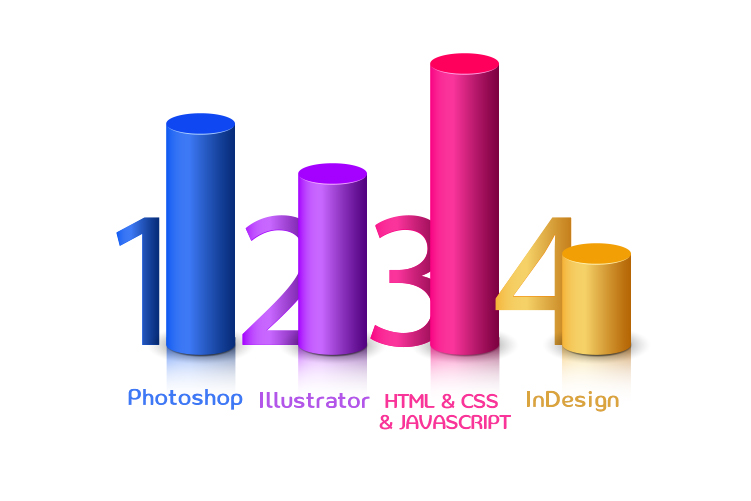 1 2 3 4
Photoshop
Illustrator
HTML & CSS
& JAVASCRIPT
InDesign